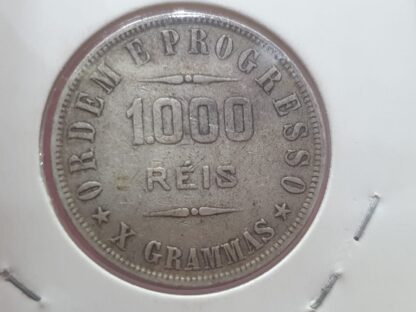 ORDEM E PROGRESSO
1.000
RÉIS
★ X GRAMMAS ★